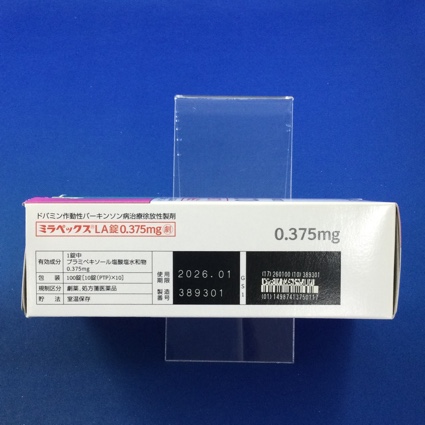 ドパミン作動性パーキンソン病治療徐放性製剤
ミラペックス®LA錠0.375mg 劇
0.375mg
有効成分 1錠中
プラミペキソール塩酸塩水和物
0.375mg
包装 100錠[10錠(PTP)×10]
規制区分 劇薬、処方箋医薬品
貯法 室温保存
使用期限 2026.01
製造番号 389301
GS1
(17) 260100 (10) 389301